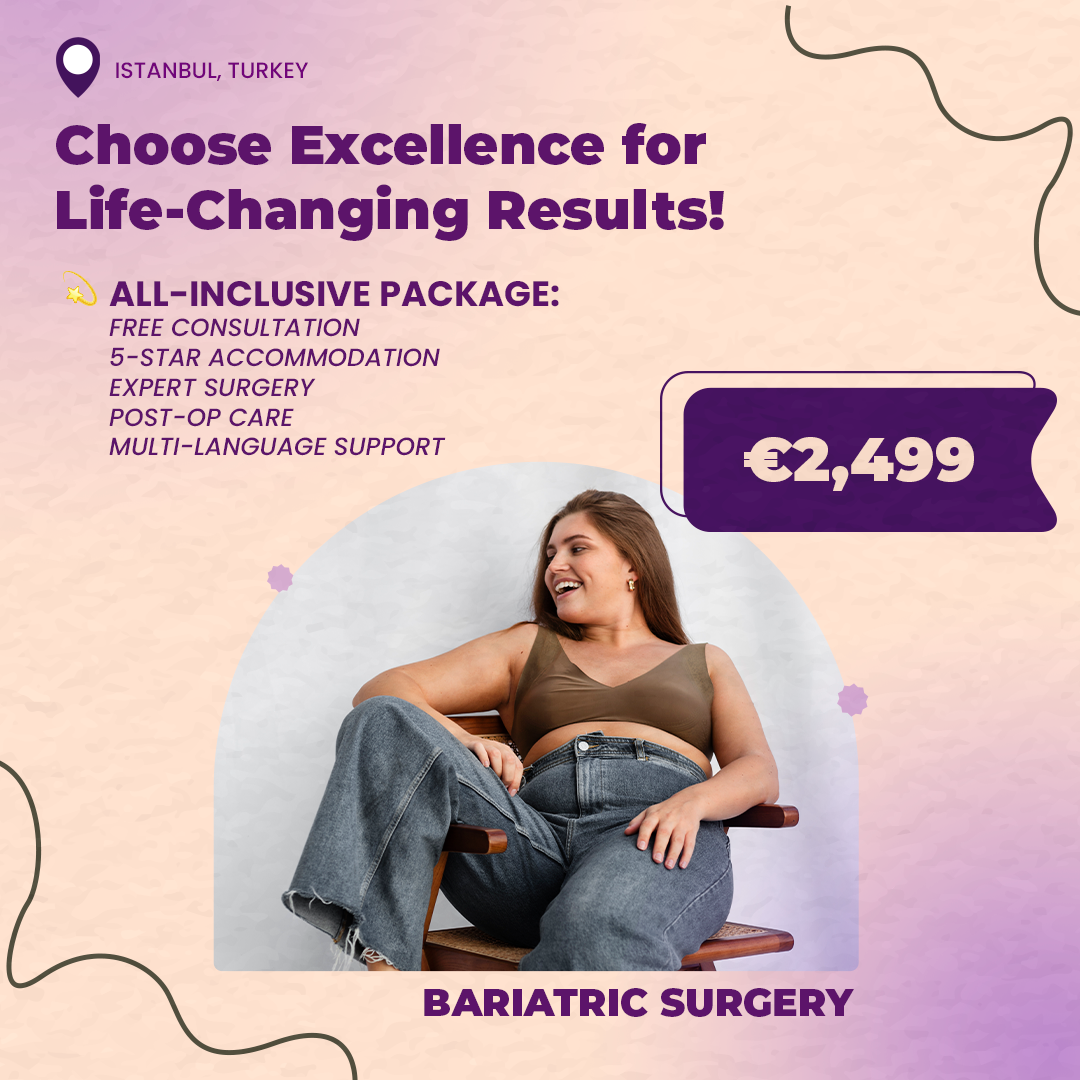 ISTANBUL, TURKEY
Choose Excellence for
Life-Changing Results!
ALL-INCLUSIVE PACKAGE:
FREE CONSULTATION
5-STAR ACCOMMODATION
EXPERT SURGERY
POST-OP CARE
MULTI-LANGUAGE SUPPORT
€2,499
BARIATRIC SURGERY